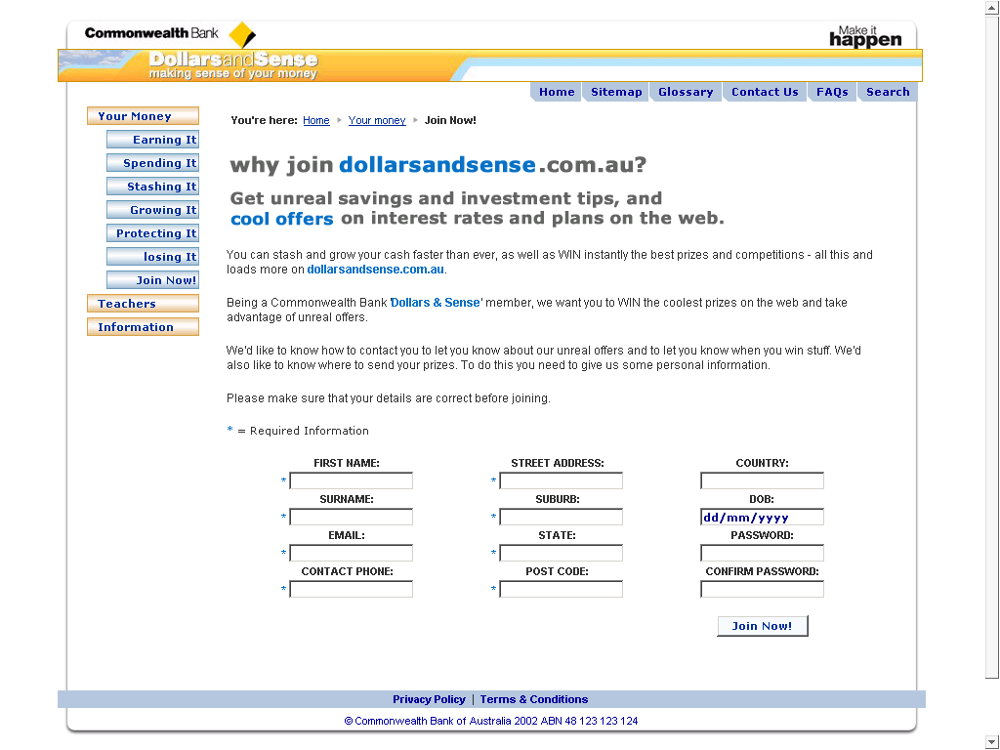 Commonwealth Bank
Make it
happen
DollarsandSense
making sense of your money
Home Sitemap Glossary Contact Us FAQs Search
Your Money
Earning It
Spending It
Stashing It
Growing It
Protecting It
losing It
Join Now!
Teachers
Information
You're here: Home Your money Join Now!
why join dollarsandsense.com.au?
Get unreal savings and investment tips, and
cool offers on interest rates and plans on the web.
You can stash and grow your cash faster than ever, as well as WIN instantly the best prizes and competitions - all this and
loads more on dollarsandsense.com.au.
Being a Commonwealth Bank 'Dollars & Sense' member, we want you to WIN the coolest prizes on the web and take
advantage of unreal offers.
We'd like to know how to contact you to let you know about our unreal offers and to let you know when you win stuff. We'd
also like to know where to send your prizes. To do this you need to give us some personal information.
Please make sure that your details are correct before joining.
* = Required Information
FIRST NAME: STREET ADDRESS: COUNTRY:
* *
SURNAME: SUBURB: DOB:
* * dd/mm/yyyy
EMAIL: STATE: PASSWORD:
* *
CONTACT PHONE: POST CODE: CONFIRM PASSWORD:
* *
Join Now!
Privacy Policy | Terms & Conditions
© Commonwealth Bank of Australia 2002 ABN 48 123 123 124